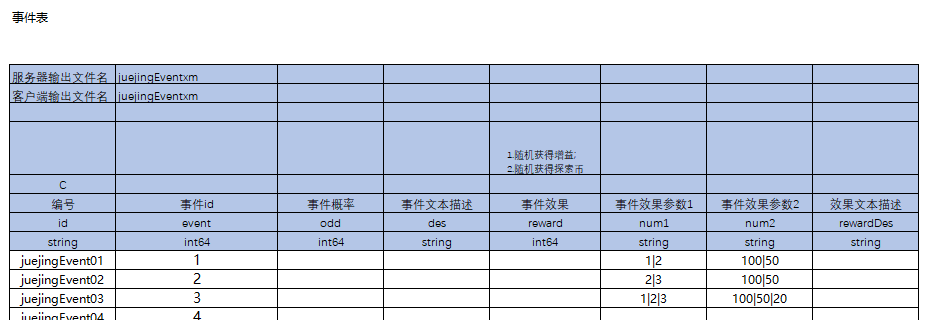 事件表
服务器输出文件名 juejingEventxm
客户端输出文件名 juejingEventxm
1.随机获得增益;
2.随机获得探索币
C
编号 事件id 事件概率 事件文本描述 事件效果 事件效果参数1 事件效果参数2 效果文本描述
id event odd des reward num1 num2 rewardDes
string int64 int64 string int64 string string string
juejingEvent01 1 1|2 100|50
juejingEvent02 2 2|3 100|50
juejingEvent03 3 1|2|3 100|50|20
juejingEvent04 4